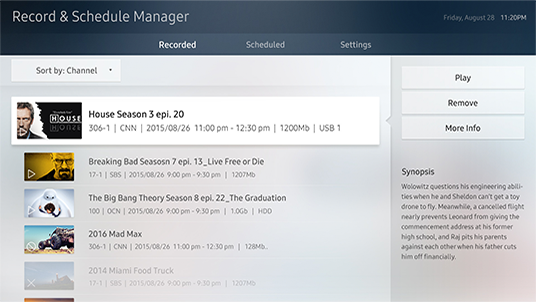 Record & Schedule Manager
Friday, August 28 11:20PM
Recorded Scheduled Settings
Sort by: Channel
HOUSE
House Season 3 epi. 20
306-1 | CNN | 2015/08/26 11:00 pm - 12:30 pm | 1200Mb | USB 1
Breaking Bad Seasosn 7 epi. 13_Live Free or Die
17-1 | SBS | 2015/08/26 9:00 pm - 9:30 pm | 1207Mb
The Big Bang Theory Season 8 epi. 22_The Graduation
100 | OCN | 2015/08/26 9:00 pm - 9:30 pm | 1.0Gb | HDD
2016 Mad Max
306-1 | CNN | 2015/08/26 11:00 pm - 12:30 pm | 128Mb..
2014 Miami Food Truck
17-1 | SBS | 2015/08/26 9:00 pm - 9:30 pm | 1207Mb
Play
Remove
More Info
Synopsis
Wolowitz questions his engineering abili-
ties when he and Sheldon can't get a toy
drone to fly. Meanwhile, a cancelled flight
nearly prevents Leonard from giving the
commencement address at his former
high school, and Raj pits his parents
against each other when his father cuts
him off financially.